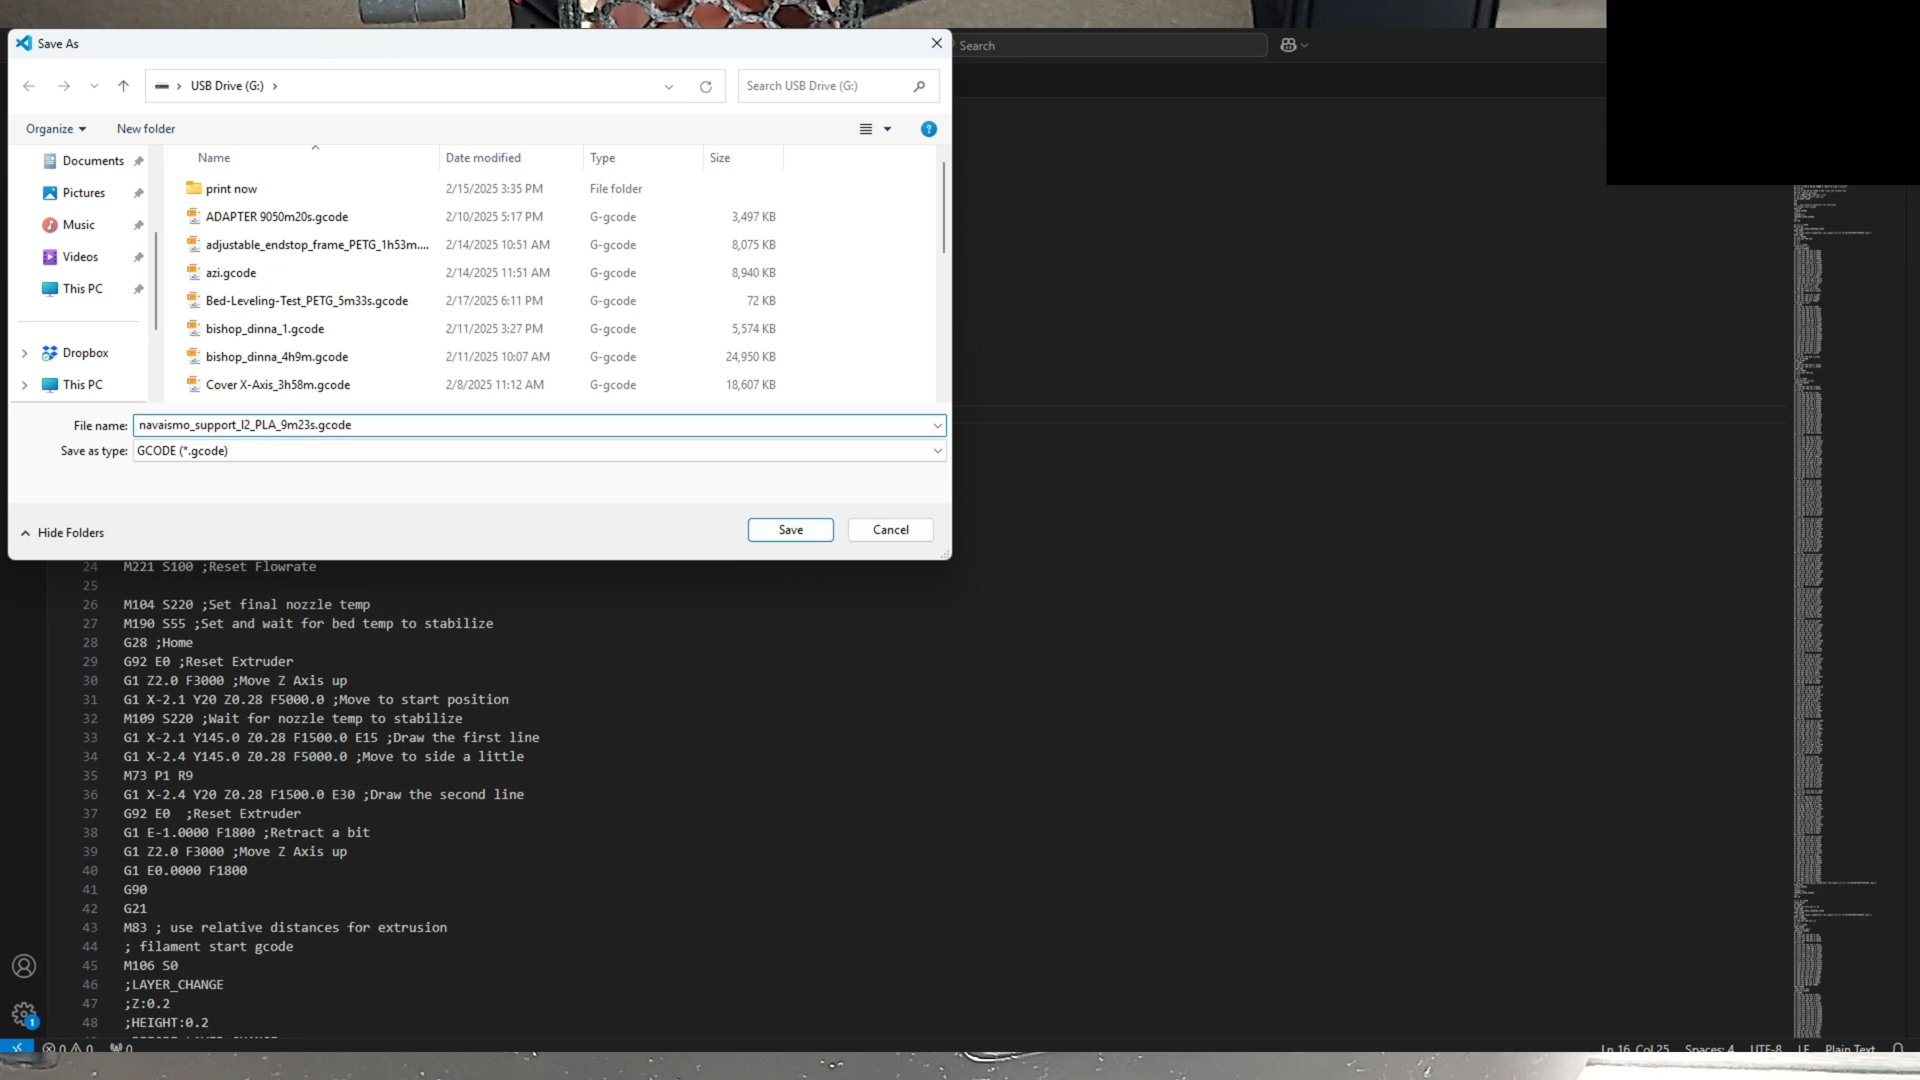 Save As
Search
USB Drive (G:)
Search USB Drive (G:)
Organize
New folder
?
Documents
Pictures
Music
Videos
This PC
Dropbox
This PC
Name Date modified Type Size
print now 2/15/2025 3:35 PM File folder
ADAPTER 9050m20s.gcode 2/10/2025 5:17 PM G-gcode 3,497 KB
adjustable_endstop_frame_PETG_1h53m.... 2/14/2025 10:51 AM G-gcode 8,075 KB
azi.gcode 2/14/2025 11:51 AM G-gcode 8,940 KB
Bed-Leveling-Test_PETG_5m33s.gcode 2/17/2025 6:11 PM G-gcode 72 KB
bishop_dinna_1.gcode 2/11/2025 3:27 PM G-gcode 5,574 KB
bishop_dinna_4h9m.gcode 2/11/2025 10:07 AM G-gcode 24,950 KB
Cover X-Axis_3h58m.gcode 2/8/2025 11:12 AM G-gcode 18,607 KB
File name: navaismo_support_l2_PLA_9m23s.gcode
Save as type: GCODE (*.gcode)
Hide Folders
Save
Cancel
24 M221 S100 ;Reset Flowrate
25
26 M104 S220 ;Set final nozzle temp
27 M190 S55 ;Set and wait for bed temp to stabilize
28 G28 ;Home
29 G92 E0 ;Reset Extruder
30 G1 Z2.0 F3000 ;Move Z Axis up
31 G1 X-2.1 Y20 Z0.28 F5000.0 ;Move to start position
32 M109 S220 ;Wait for nozzle temp to stabilize
33 G1 X-2.1 Y145.0 Z0.28 F1500.0 E15 ;Draw the first line
34 G1 X-2.4 Y145.0 Z0.28 F5000.0 ;Move to side a little
35 M73 P1 R9
36 G1 X-2.4 Y20 Z0.28 F1500.0 E30 ;Draw the second line
37 G92 E0  ;Reset Extruder
38 G1 E-1.0000 F1800 ;Retract a bit
39 G1 Z2.0 F3000 ;Move Z Axis up
40 G1 E0.0000 F1800
41 G90
42 G21
43 M83 ; use relative distances for extrusion
44 ; filament start gcode
45 M106 S0
46 ;LAYER_CHANGE
47 ;Z:0.2
48 ;HEIGHT:0.2
1
0 0 0
Ln 16, Col 25 Spaces: 4 UTF-8 LF Plain Text